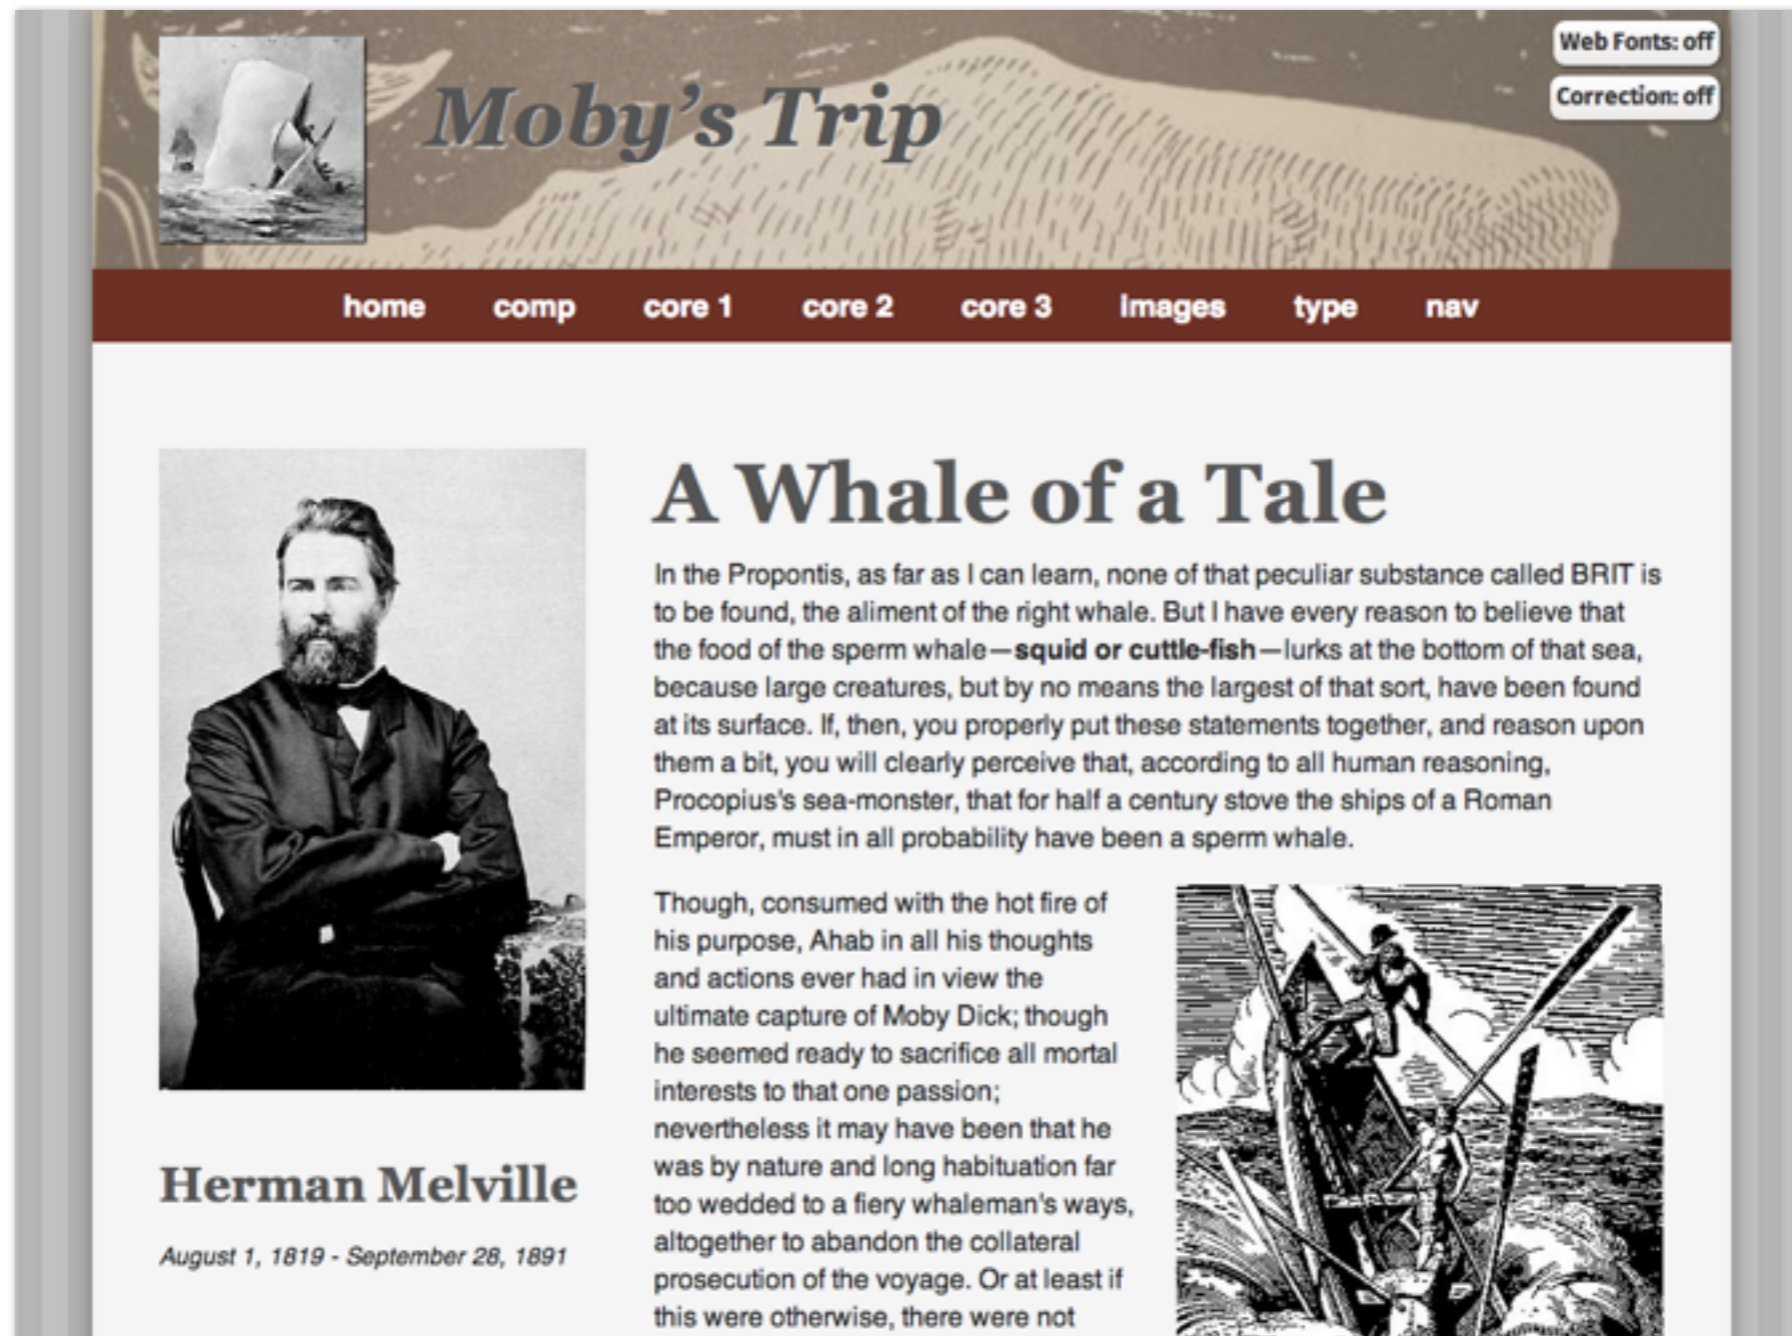 Web Fonts: off
Correction: off
Moby’s Trip
home comp core 1 core 2 core 3 images type nav
A Whale of a Tale
In the Propontis, as far as I can learn, none of that peculiar substance called BRIT is
to be found, the aliment of the right whale. But I have every reason to believe that
the food of the sperm whale—squid or cuttle-fish—lurks at the bottom of that sea,
because large creatures, but by no means the largest of that sort, have been found
at its surface. If, then, you properly put these statements together, and reason upon
them a bit, you will clearly perceive that, according to all human reasoning,
Procopius's sea-monster, that for half a century stove the ships of a Roman
Emperor, must in all probability have been a sperm whale.
Though, consumed with the hot fire of
his purpose, Ahab in all his thoughts
and actions ever had in view the
ultimate capture of Moby Dick; though
he seemed ready to sacrifice all mortal
interests to that one passion;
nevertheless it may have been that he
was by nature and long habituation far
too wedded to a fiery whaleman's ways,
altogether to abandon the collateral
prosecution of the voyage. Or at least if
this were otherwise, there were not
Herman Melville
August 1, 1819 - September 28, 1891